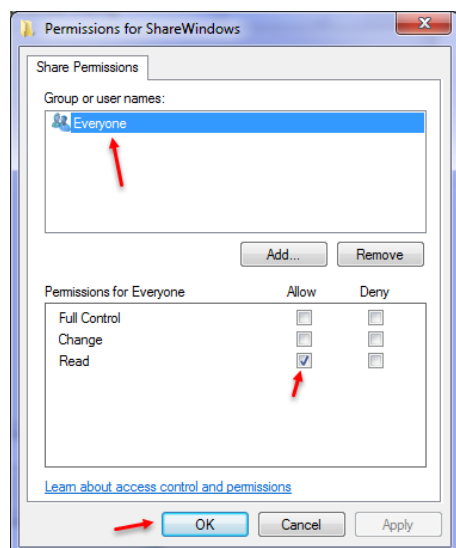 Permissions for ShareWindows
Share Permissions
Group or user names:
Everyone
Add... Remove
Permissions for Everyone Allow Deny
Full Control
Change
Read
Learn about access control and permissions
OK Cancel Apply